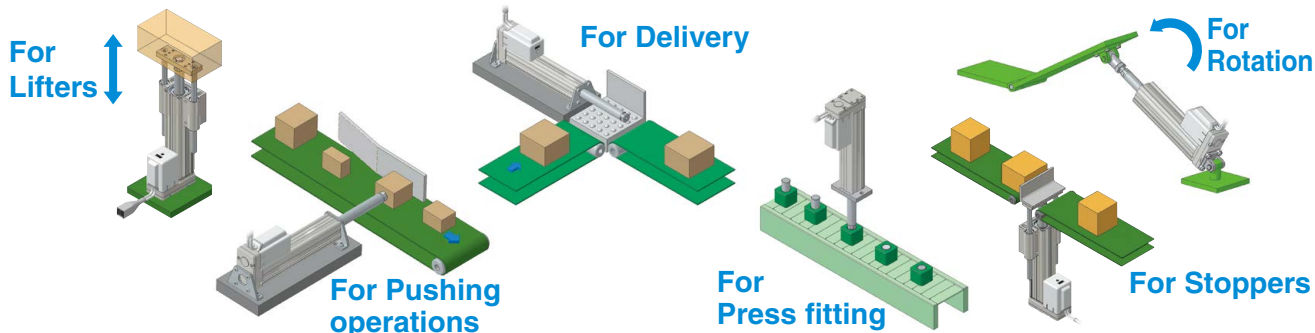 For
Lifters
For Pushing
operations
For Delivery
For
Press fitting
For Stoppers
For
Rotation